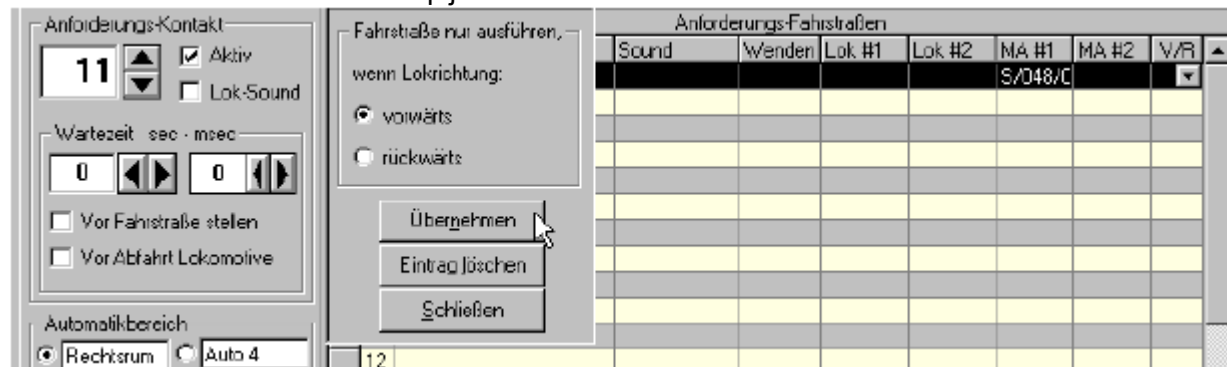 Anforderungs-Kontakt
11
Aktiv
Lok-Sound
Wartezeit sec - msec
0 0
Vor Fahrstraße stellen
Vor Abfahrt Lokomotive
Automatikbereich
Rechtsrum Auto 4
Fahrstraße nur ausführen,
wenn Lokrichtung:
vorwärts
rückwärts
Übernehmen
Eintrag löschen
Schließen
Anforderungs-Fahrstraßen
Sound Wenden Lok #1 Lok #2 MA #1 MA #2 V/R
S/048/0
12